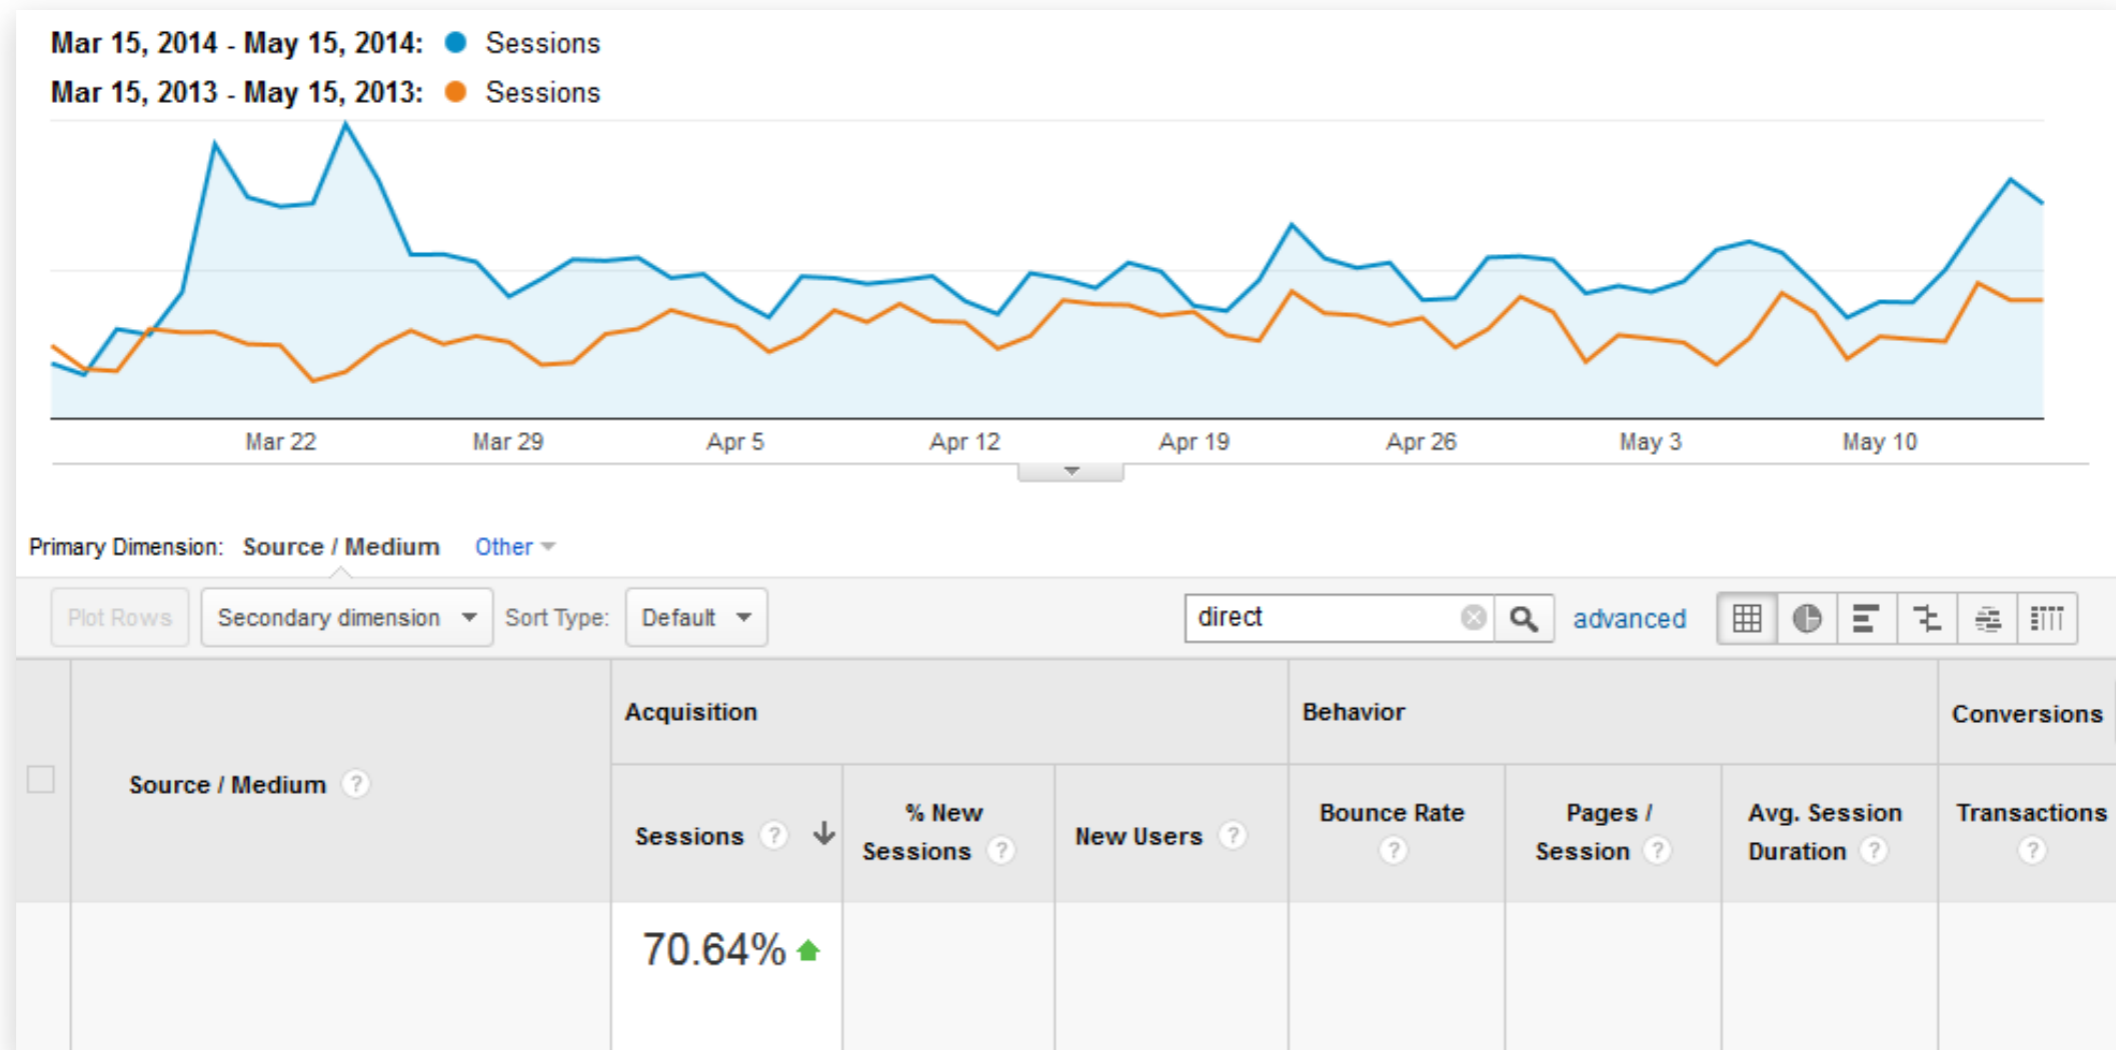 Mar 15, 2014 - May 15, 2014: Sessions
Mar 15, 2013 - May 15, 2013: Sessions
Mar 22 Mar 29 Apr 5 Apr 12 Apr 19 Apr 26 May 3 May 10
Primary Dimension: Source / Medium Other
Plot Rows Secondary dimension Sort Type: Default direct advanced
Acquisition Behavior Conversions
Source / Medium ?
Sessions ?
% New
Sessions ?
New Users ?
Bounce Rate
?
Pages /
Session ?
Avg. Session
Duration ?
Transactions
?
70.64%